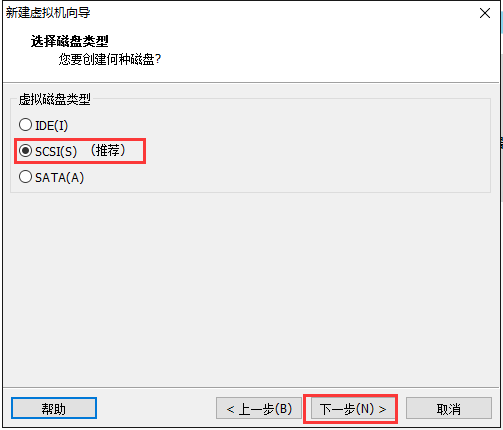 新建虚拟机向导
选择磁盘类型
您要创建何种磁盘?
虚拟磁盘类型
IDE(I)
SCSI(S) （推荐）
SATA(A)
帮助
< 上一步(B)
下一步(N) >
取消